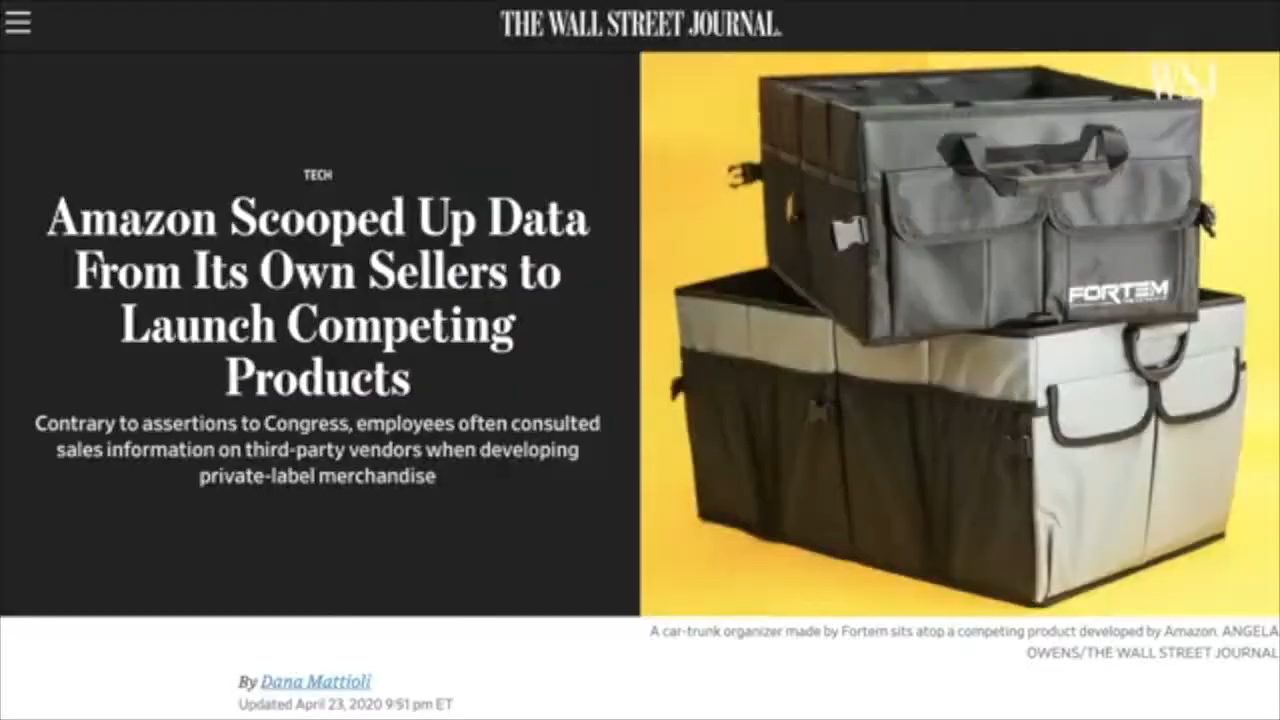 THE WALL STREET JOURNAL.
WSJ
TECH
Amazon Scooped Up Data
From Its Own Sellers to
Launch Competing
Products
Contrary to assertions to Congress, employees often consulted
sales information on third-party vendors when developing
private-label merchandise
FORTEM
A car-trunk organizer made by Fortem sits atop a competing product developed by Amazon. ANGELA
OWENS/THE WALL STREET JOURNAL
By Dana Mattioli
Updated April 23, 2020 9:51 pm ET